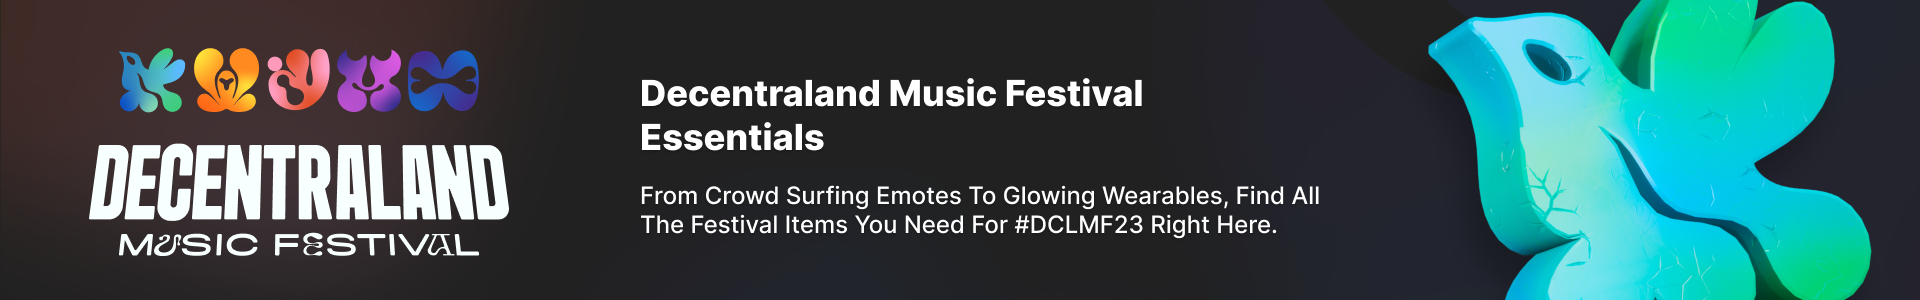 DECENTRALAND
MUSIC FESTIVAL
Decentraland Music Festival
Essentials
From Crowd Surfing Emotes To Glowing Wearables, Find All
The Festival Items You Need For #DCLMF23 Right Here.